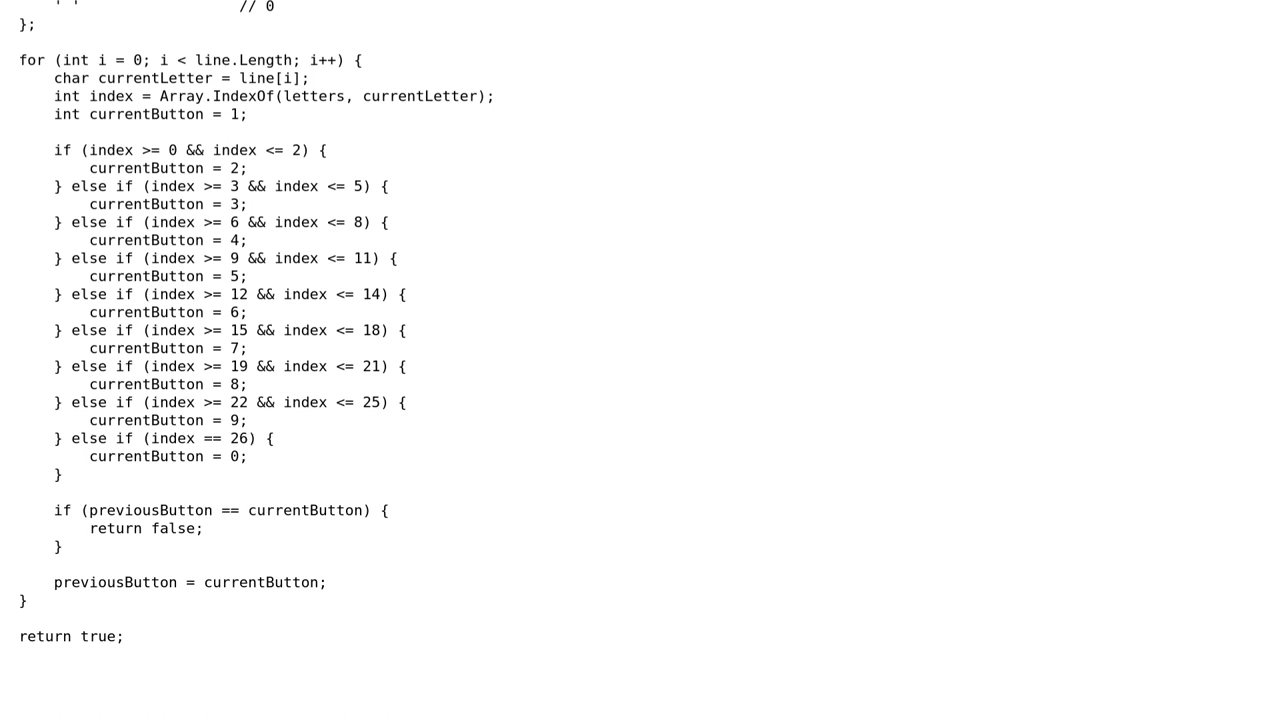 ' '                  // 0
};

for (int i = 0; i < line.Length; i++) {
    char currentLetter = line[i];
    int index = Array.IndexOf(letters, currentLetter);
    int currentButton = 1;

    if (index >= 0 && index <= 2) {
        currentButton = 2;
    } else if (index >= 3 && index <= 5) {
        currentButton = 3;
    } else if (index >= 6 && index <= 8) {
        currentButton = 4;
    } else if (index >= 9 && index <= 11) {
        currentButton = 5;
    } else if (index >= 12 && index <= 14) {
        currentButton = 6;
    } else if (index >= 15 && index <= 18) {
        currentButton = 7;
    } else if (index >= 19 && index <= 21) {
        currentButton = 8;
    } else if (index >= 22 && index <= 25) {
        currentButton = 9;
    } else if (index == 26) {
        currentButton = 0;
    }

    if (previousButton == currentButton) {
        return false;
    }

    previousButton = currentButton;
}

return true;